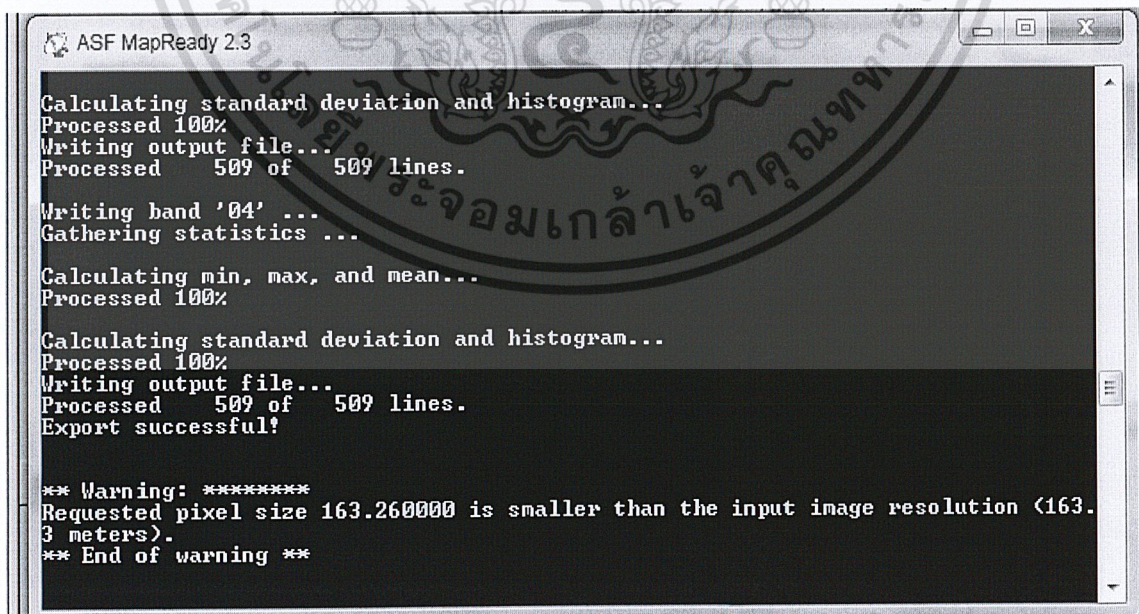 ASF MapReady 2.3
Calculating standard deviation and histogram...
Processed 100%
Writing output file...
Processed 509 of 509 lines.
Writing band '04' ...
Gathering statistics ...
Calculating min, max, and mean...
Processed 100%
Calculating standard deviation and histogram...
Processed 100%
Writing output file...
Processed 509 of 509 lines.
Export successful!
** Warning: ********
Requested pixel size 163.260000 is smaller than the input image resolution (163.
3 meters).
** End of warning **
พระจอมเกล้าเจ้าคุณทหาร